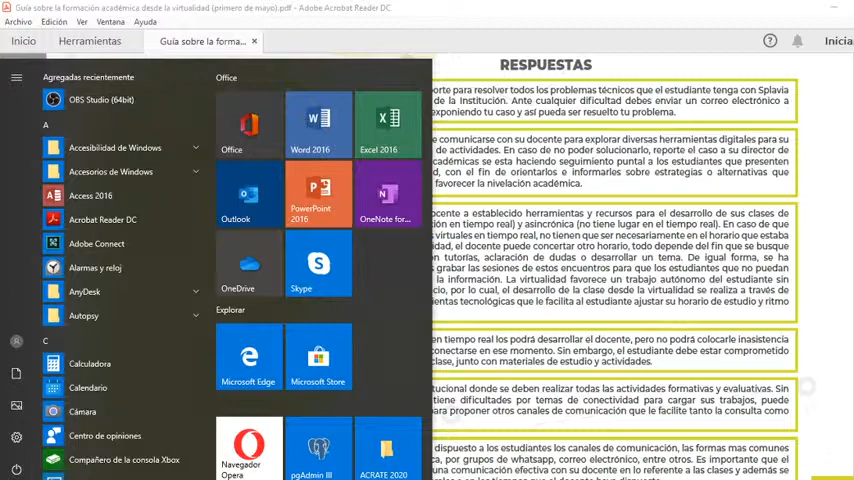 Guía sobre la formación académica desde la virtualidad (primero de mayo).pdf - Adobe Acrobat Reader DC
Archivo Edición Ver Ventana Ayuda
Inicio Herramientas Guía sobre la forma... × Inicia
Agregadas recientemente
OBS Studio (64bit)
A
Accesibilidad de Windows
Accesorios de Windows
Access 2016
Acrobat Reader DC
Adobe Connect
Alarmas y reloj
AnyDesk
Autopsy
C
Calculadora
Calendario
Cámara
Centro de opiniones
Compañero de la consola Xbox
Office
Office
Word 2016
Excel 2016
Outlook
PowerPoint 2016
OneNote for...
OneDrive
Skype
Explorar
Microsoft Edge
Microsoft Store
Navegador Opera
pgAdmin III
ACRATE 2020
RESPUESTAS
orte para resolver todos los problemas técnicos que el estudiante tenga con Splavia
de la Institución. Ante cualquier dificultad debes enviar un correo electrónico a
exponiendo tu caso y así pueda ser resuelto tu problema.
e comunicarse con su docente para explorar diversas herramientas digitales para su
de actividades. En caso de no poder solucionarlo, reporte el caso a su director de
cadémicas se esta haciendo seguimiento puntal a los estudiantes que presenten
d, con el fin de orientarlos e informarles sobre estrategias o alternativas que
favorecer la nivelación académica.
ocente a establecido herramientas y recursos para el desarrollo de sus clases de
ión en tiempo real) y asincrónica (no tiene lugar en el tiempo real). En caso de que
virtuales en tiempo real, no tienen que ser necesariamente en el horario que estaba
idad, el docente puede concertar otro horario, todo depende del fin que se busque
n tutorías, aclaración de dudas o desarrollar un tema. De igual forma, se ha
grabar las sesiones de estos encuentros para que los estudiantes que no puedan
la información. La virtualidad favorece un trabajo autónomo del estudiante sin
cio, por lo cual, el desarrollo de la clase desde la virtualidad se realiza a través de
ientas tecnológicas que le facilita al estudiante ajustar su horario de estudio y ritmo
en tiempo real los podrá desarrollar el docente, pero no podrá colocarle inasistencia
onectarse en ese momento. Sin embargo, el estudiante debe estar comprometido
clase, junto con materiales de estudio y actividades.
tucional donde se deben realizar todas las actividades formativas y evaluativas. Sin
tiene dificultades por temas de conectividad para cargar sus trabajos, puede
ara proponer otros canales de comunicación que le facilite tanto la consulta como
dispuesto a los estudiantes los canales de comunicación, las formas mas comunes
a, por grupos de whatsapp, correo electrónico, entre otros. Es importante que el
una comunicación efectiva con su docente en lo referente a las clases y además se